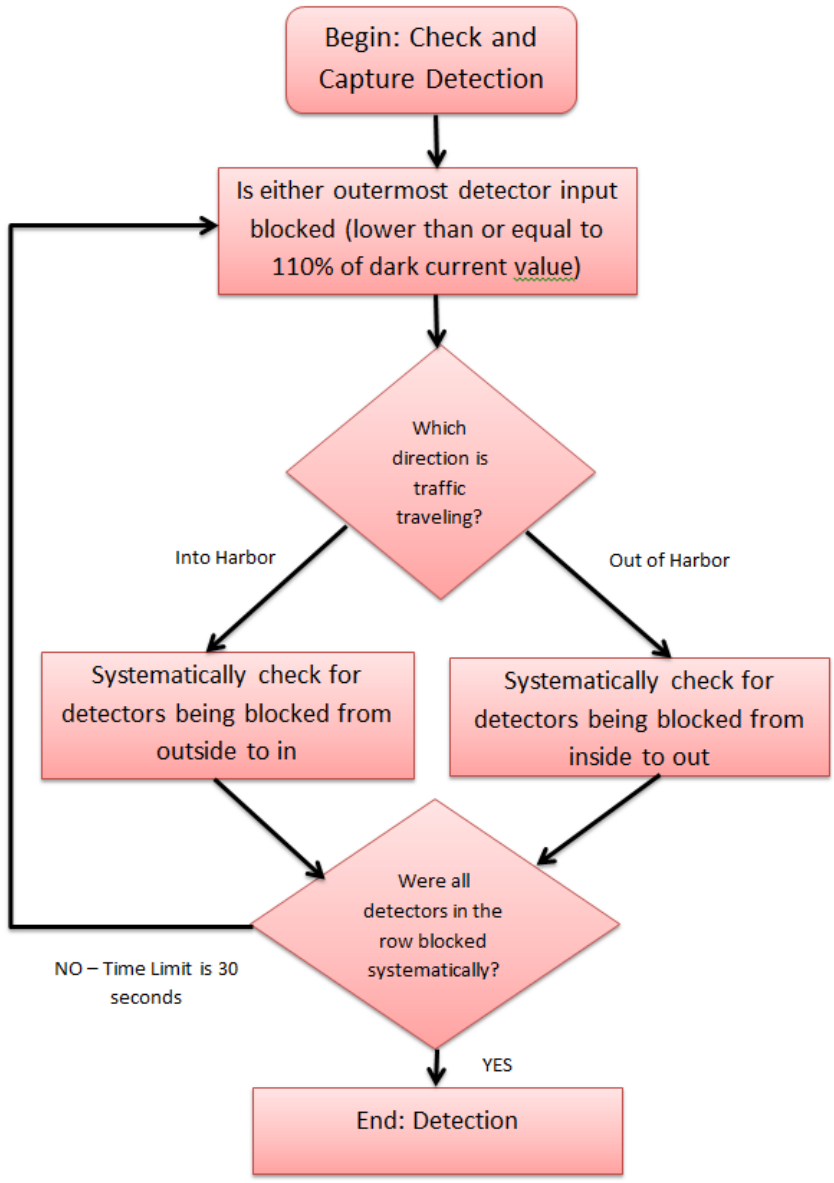 Begin: Check and
Capture Detection
Is either outermost detector input
blocked (lower than or equal to
110% of dark current value)
Which
direction is
traffic
traveling?
Into Harbor
Out of Harbor
Systematically check for
detectors being blocked from
outside to in
Systematically check for
detectors being blocked from
inside to out
Were all
detectors in the
row blocked
systematically?
NO – Time Limit is 30
seconds
YES
End: Detection